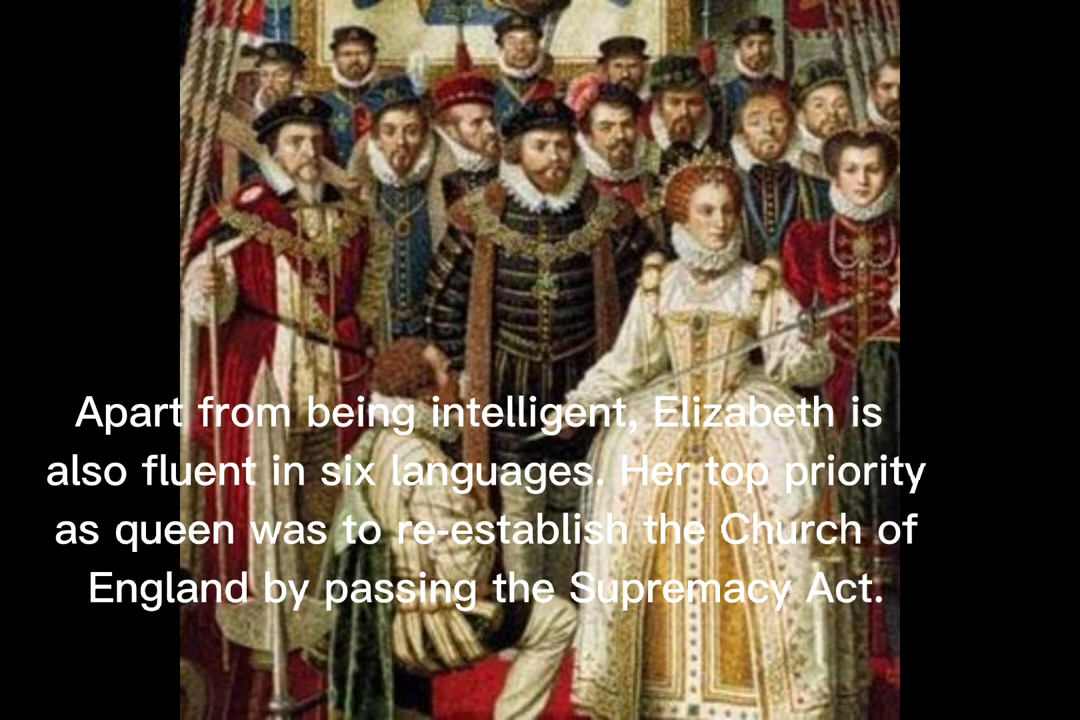 Apart from being intelligent, Elizabeth is
also fluent in six languages. Her top priority
as queen was to re-establish the Church of
England by passing the Supremacy Act.